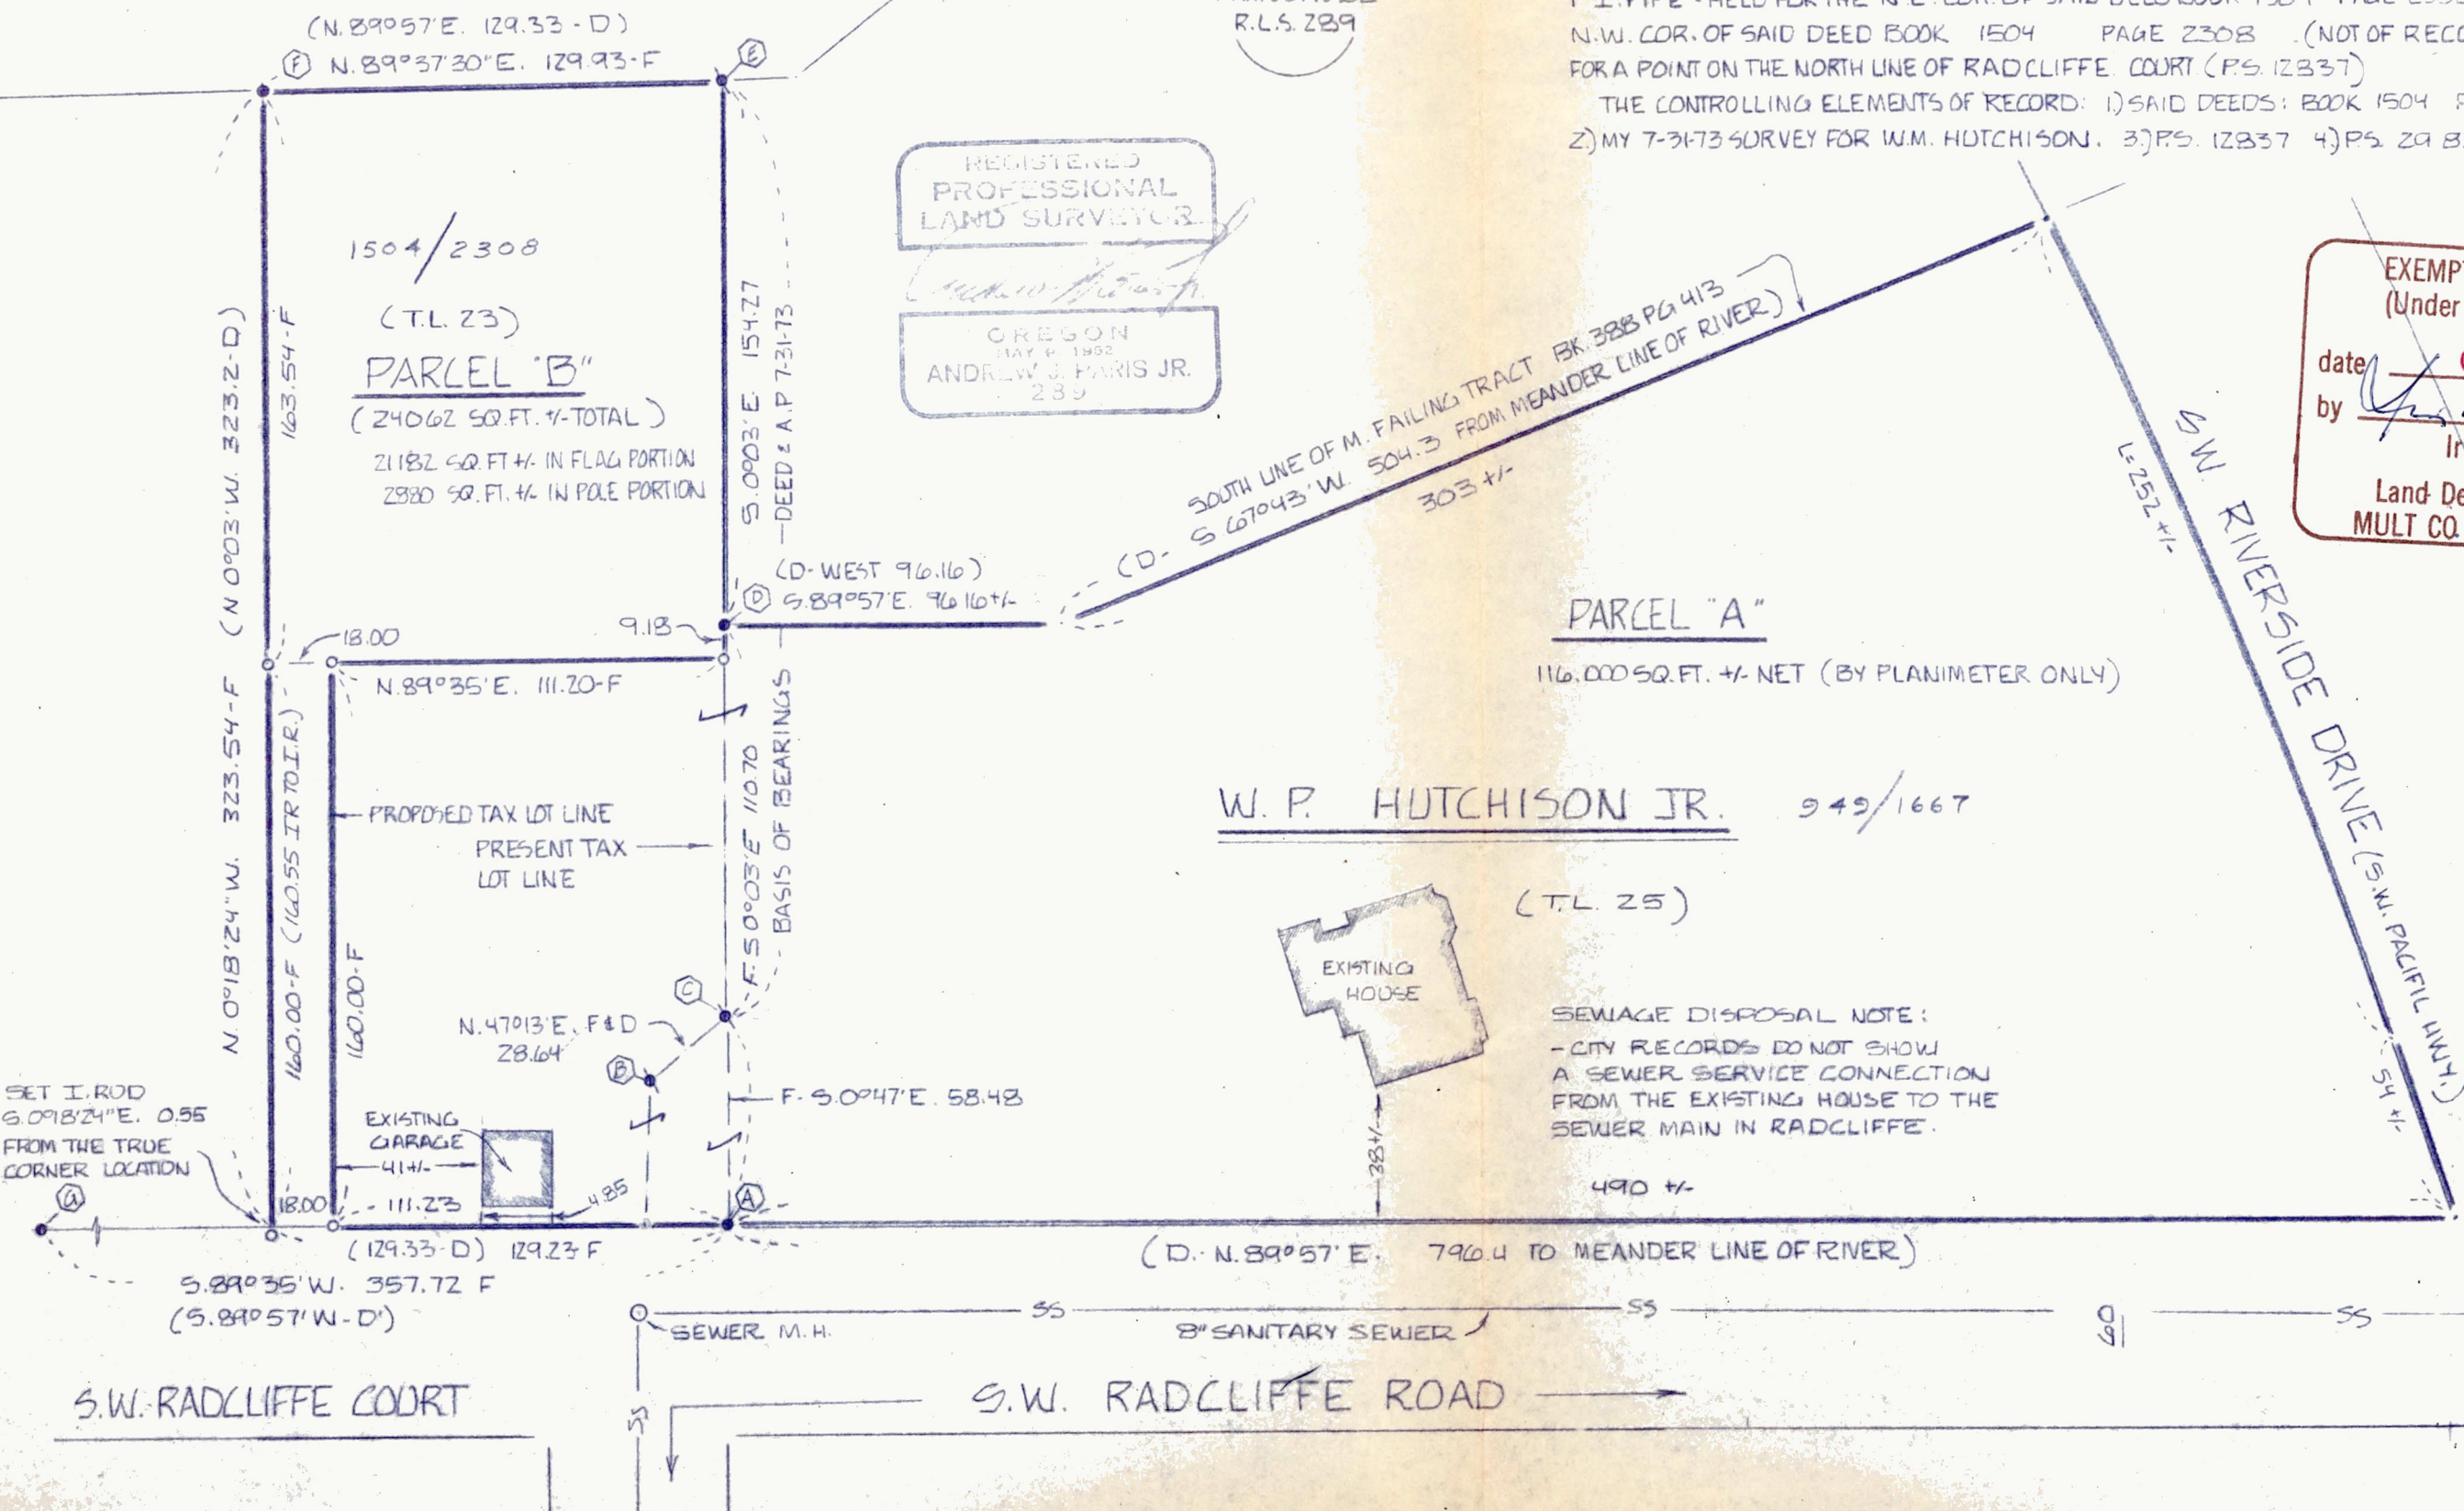 (N.89°57'E. 129.33-D)
F N.89°37'30"E. 129.93-F
E
R.L.S. 289
N.W. COR. OF SAID DEED BOOK 1504 PAGE 2308 . (NOT OF RECO
FOR A POINT ON THE NORTH LINE OF RADCLIFFE COURT (P.S. 12837)
THE CONTROLLING ELEMENTS OF RECORD: 1.) SAID DEEDS: BOOK 1504
2.) MY 7-31-73 SURVEY FOR W.M. HUTCHISON. 3.) P.S. 12837 4.) P.S. 298
REGISTERED
PROFESSIONAL
LAND SURVEYOR
OREGON
ANDREW J. PARIS JR.
289
EXEMP
(Under
date
by
Land De
MULT CO.
1504/2308
(T.L. 23)
PARCEL "B"
(24062 SQ.FT. +/- TOTAL)
21182 SQ.FT +/- IN FLAG PORTION
2880 SQ.FT. +/- IN POLE PORTION
(N 0°03'W. 323.2-D)
163.54-F
S.0°03'E 154.27
DEED & A.P 7-31-73
SOUTH LINE OF M. FAILING TRACT BK. 388 PG 413
(D- S 67°43'W. 504.3 FROM MEANDER LINE OF RIVER)
303 +/-
L=252 +/-
S.W. RIVERSIDE DRIVE (S.W. PACIFIC HWY.)
(D-WEST 96.16)
D S.89°57'E. 96.16+/-
9.18
18.00
N.89°35'E. 111.20-F
PARCEL "A"
116,000 SQ.FT. +/- NET (BY PLANIMETER ONLY)
N.0°18'24"W. 323.54-F
160.00-F (160.55 IR TO I.R.)
160.00-F
PROPOSED TAX LOT LINE
PRESENT TAX
LOT LINE
F-S0°03'E 110.70
BASIS OF BEARINGS
W. P. HUTCHISON JR. 949/1667
(T.L. 25)
EXISTING
HOUSE
C
N.47°13'E. F&D
28.64
B
F- S.0°47'E. 58.48
SEWAGE DISPOSAL NOTE:
-CITY RECORDS DO NOT SHOW
A SEWER SERVICE CONNECTION
FROM THE EXISTING HOUSE TO THE
SEWER MAIN IN RADCLIFFE.
54 +/-
38+/-
490 +/-
SET I.ROD
S.0°18'24"E. 0.55
FROM THE TRUE
CORNER LOCATION
G
EXISTING
GARAGE
41+/-
18.00
111.23
4.85
A
(129.33-D) 129.23 F
S.89°35'W. 357.72 F
(S.89°57'W-D)
(D.- N.89°57'E. 796.4 TO MEANDER LINE OF RIVER)
SEWER M.H.
SS
8" SANITARY SEWER
SS
SS
60
SS
S.W. RADCLIFFE COURT
S.W. RADCLIFFE ROAD